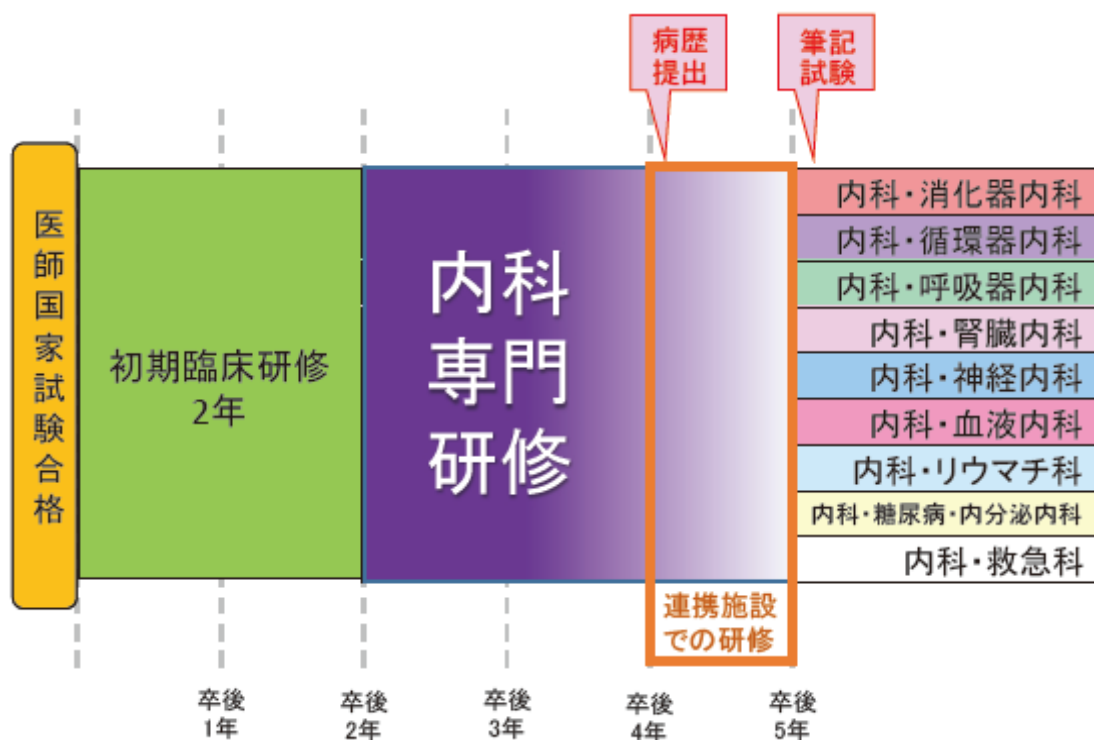 病歴
提出
筆記
試験
医師国家試験合格
初期臨床研修
2年
内科
専門
研修
内科・消化器内科
内科・循環器内科
内科・呼吸器内科
内科・腎臓内科
内科・神経内科
内科・血液内科
内科・リウマチ科
内科・糖尿病・内分泌内科
内科・救急科
連携施設
での研修
卒後
1年
卒後
2年
卒後
3年
卒後
4年
卒後
5年